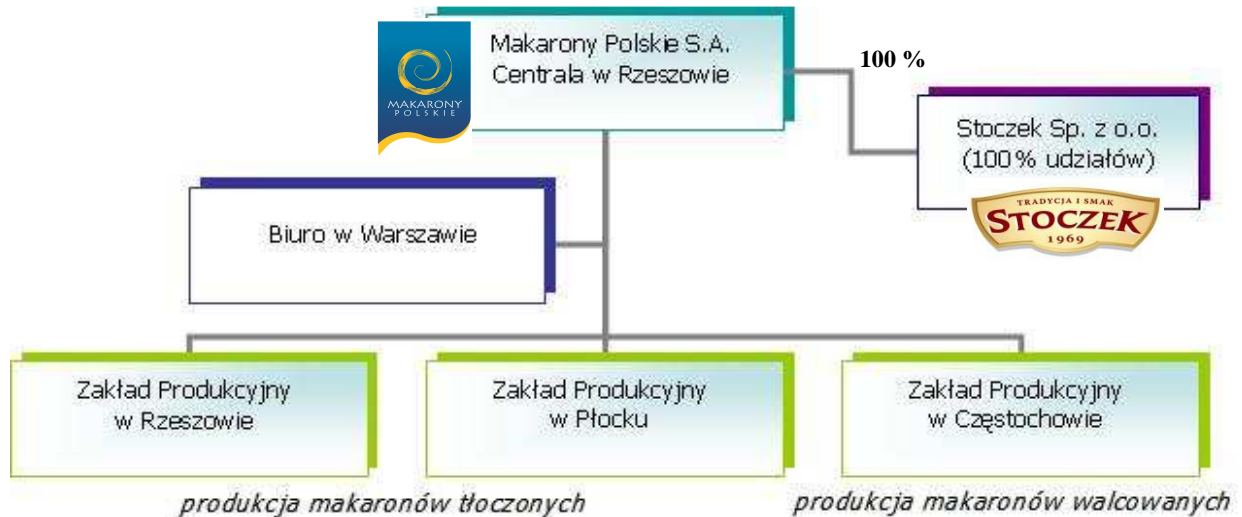 MAKARONY
POLSKIE
Makarony Polskie S.A.
Centrala w Rzeszowie
100 %
Stoczek Sp. z o.o.
(100% udziałów)
TRADYCJA I SMAK
STOCZEK
1969
Biuro w Warszawie
Zakład Produkcyjny
w Rzeszowie
Zakład Produkcyjny
w Płocku
Zakład Produkcyjny
w Częstochowie
produkcja makaronów tłoczonych
produkcja makaronów walcowanych